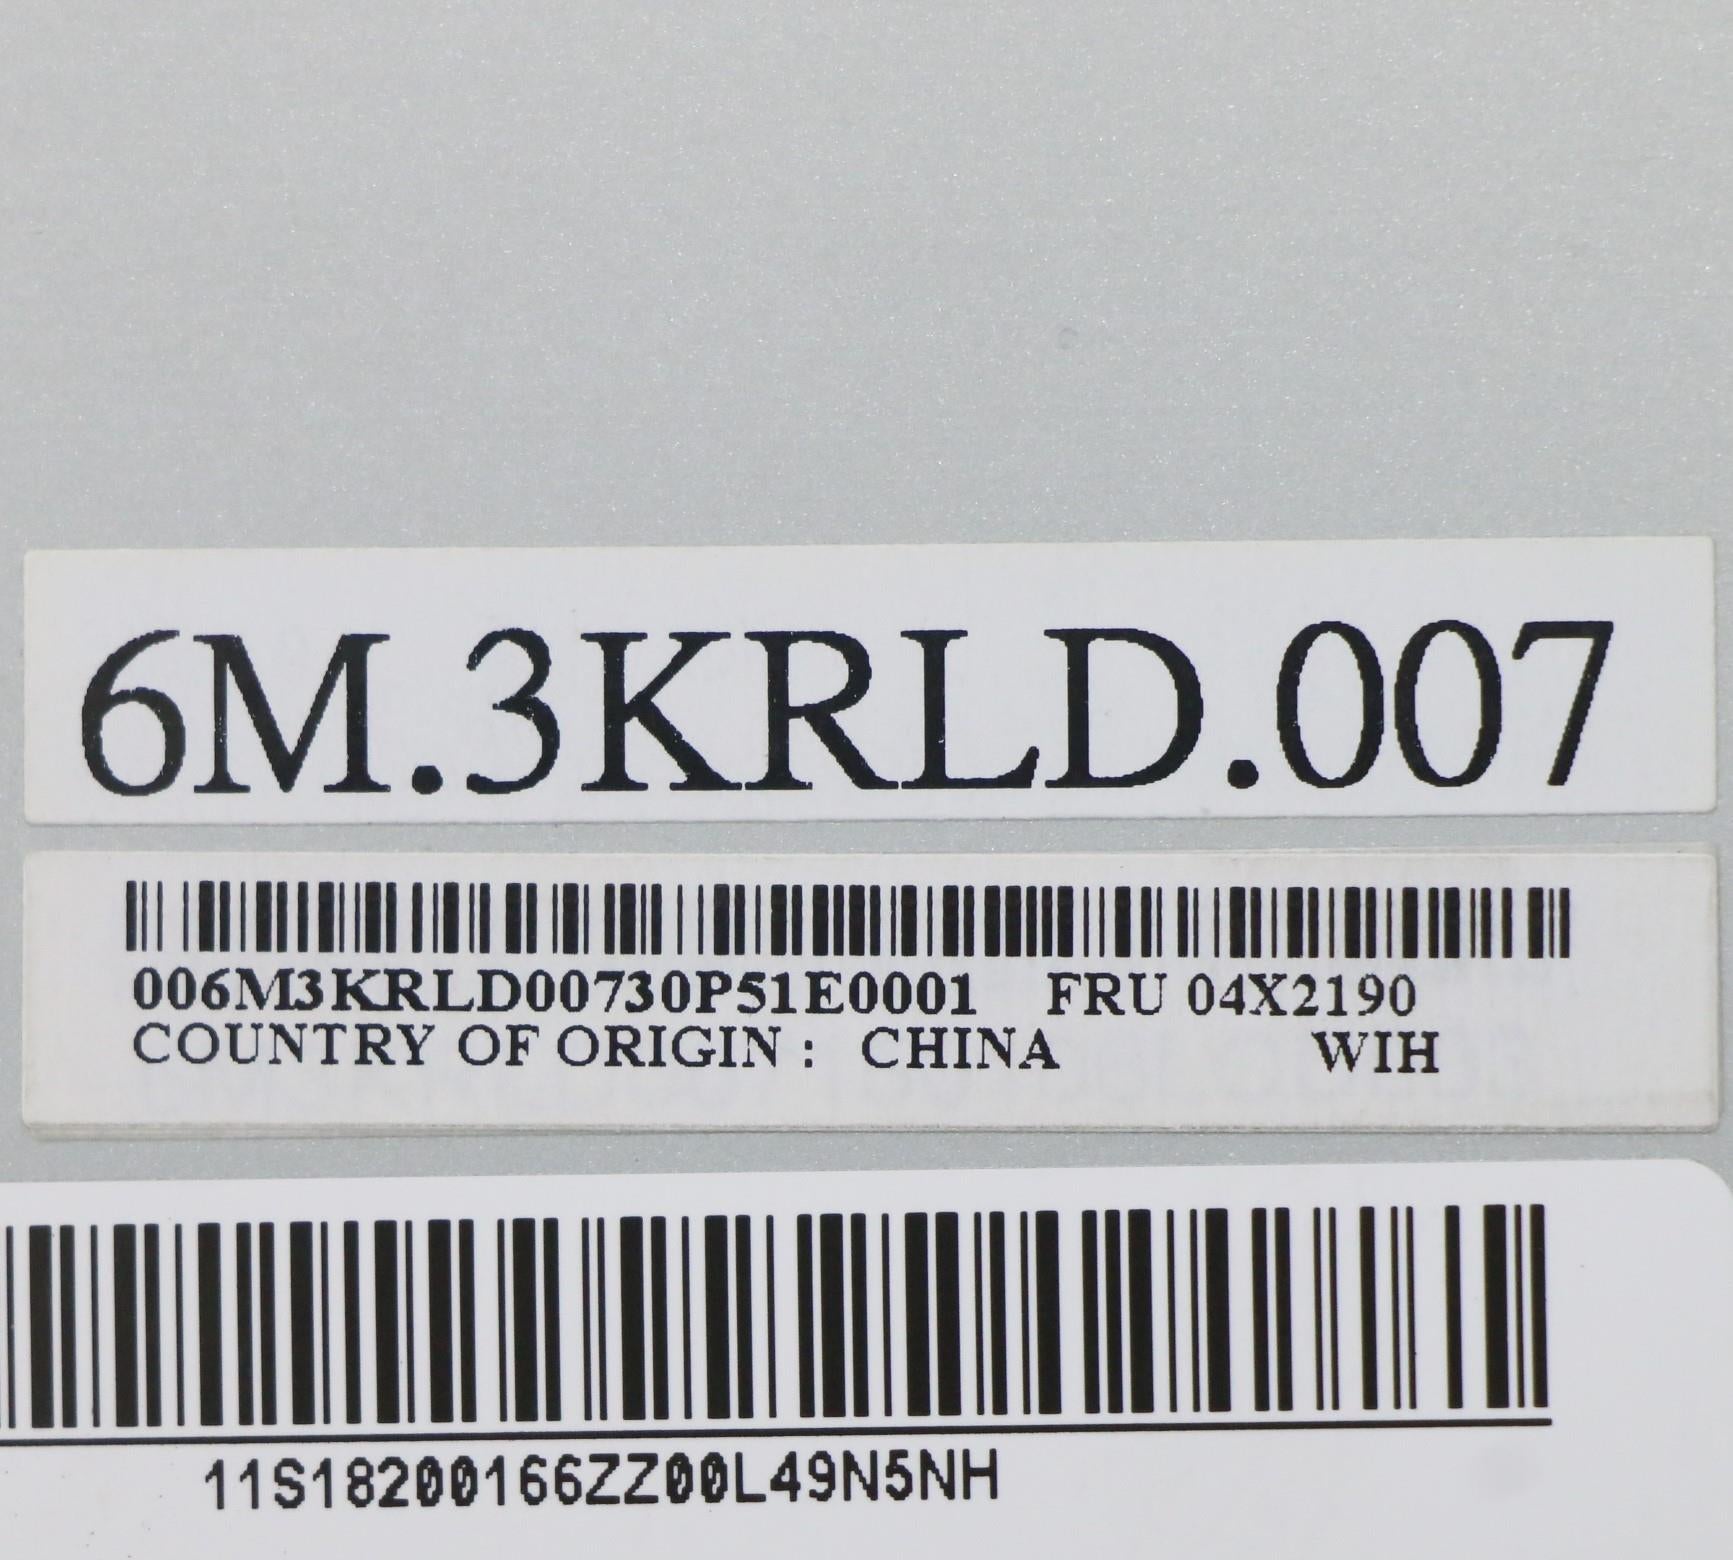 6M.3KRLD.007
006M3KRLD00730P51E0001 FRU 04X2190
COUNTRY OF ORIGIN : CHINA WIH
11S18200166ZZ00L49N5NH